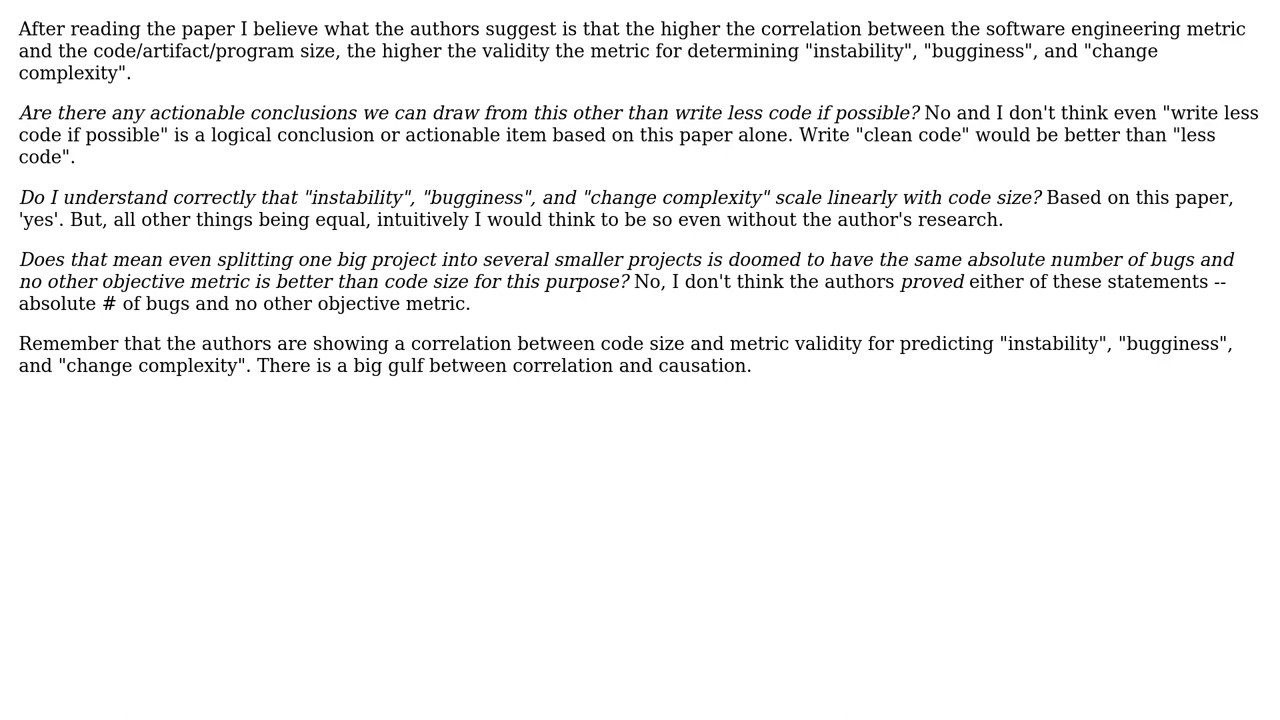 After reading the paper I believe what the authors suggest is that the higher the correlation between the software engineering metric
and the code/artifact/program size, the higher the validity the metric for determining "instability", "bugginess", and "change
complexity".
Are there any actionable conclusions we can draw from this other than write less code if possible? No and I don't think even "write less
code if possible" is a logical conclusion or actionable item based on this paper alone. Write "clean code" would be better than "less
code".
Do I understand correctly that "instability", "bugginess", and "change complexity" scale linearly with code size? Based on this paper,
'yes'. But, all other things being equal, intuitively I would think to be so even without the author's research.
Does that mean even splitting one big project into several smaller projects is doomed to have the same absolute number of bugs and
no other objective metric is better than code size for this purpose? No, I don't think the authors proved either of these statements --
absolute # of bugs and no other objective metric.
Remember that the authors are showing a correlation between code size and metric validity for predicting "instability", "bugginess",
and "change complexity". There is a big gulf between correlation and causation.